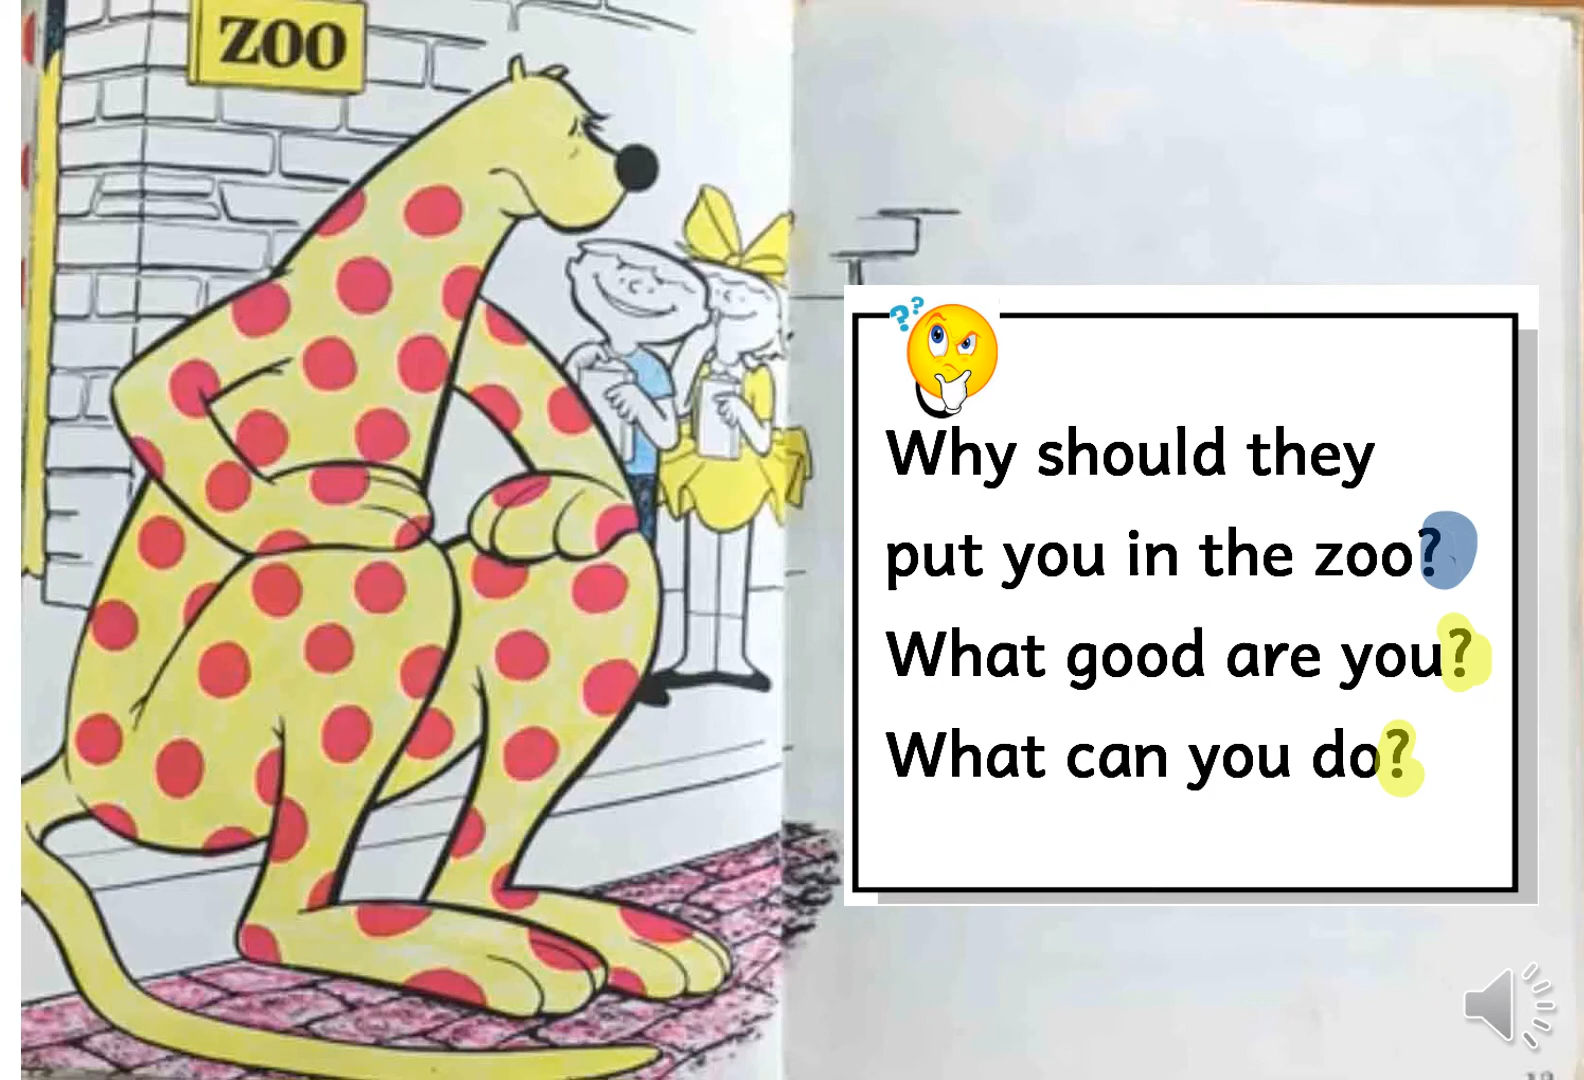 ZOO
??
Why should they
put you in the zoo?
What good are you?
What can you do?